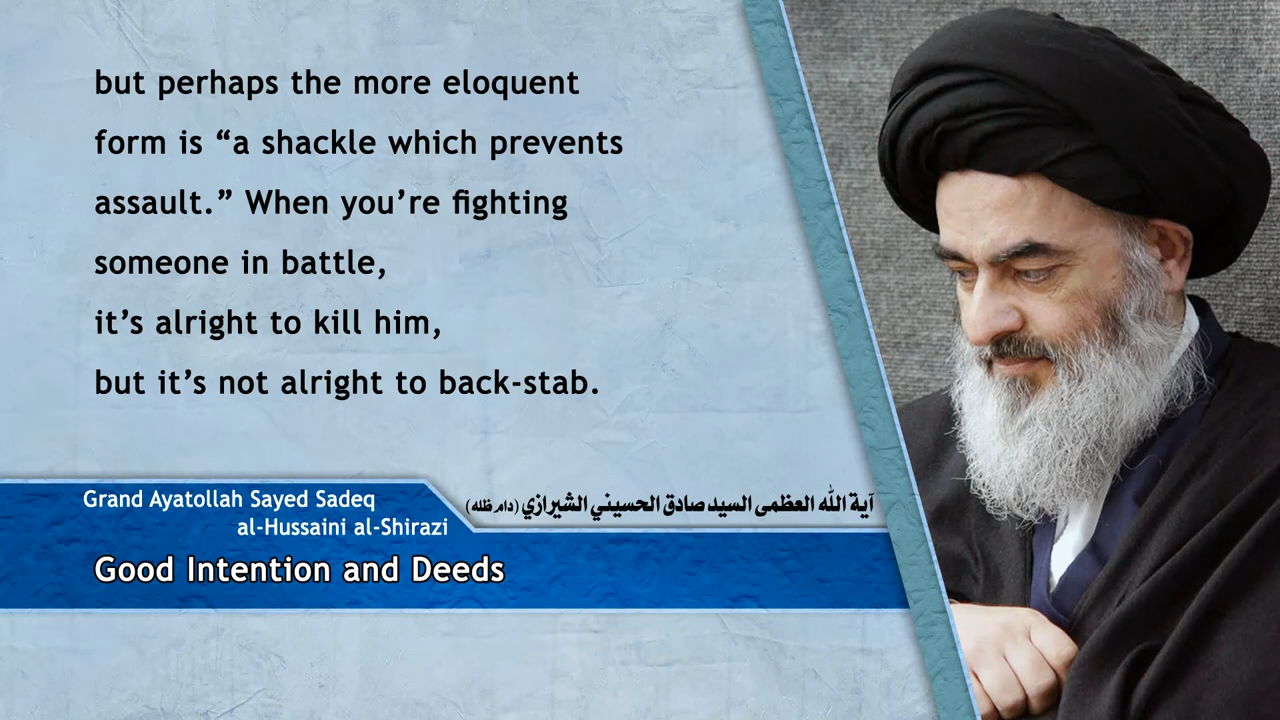 but perhaps the more eloquent
form is “a shackle which prevents
assault.” When you’re fighting
someone in battle,
it’s alright to kill him,
but it’s not alright to back-stab.
Grand Ayatollah Sayed Sadeq
al-Hussaini al-Shirazi
آية الله العظمى السيد صادق الحسيني الشيرازي (دام ظله)
Good Intention and Deeds